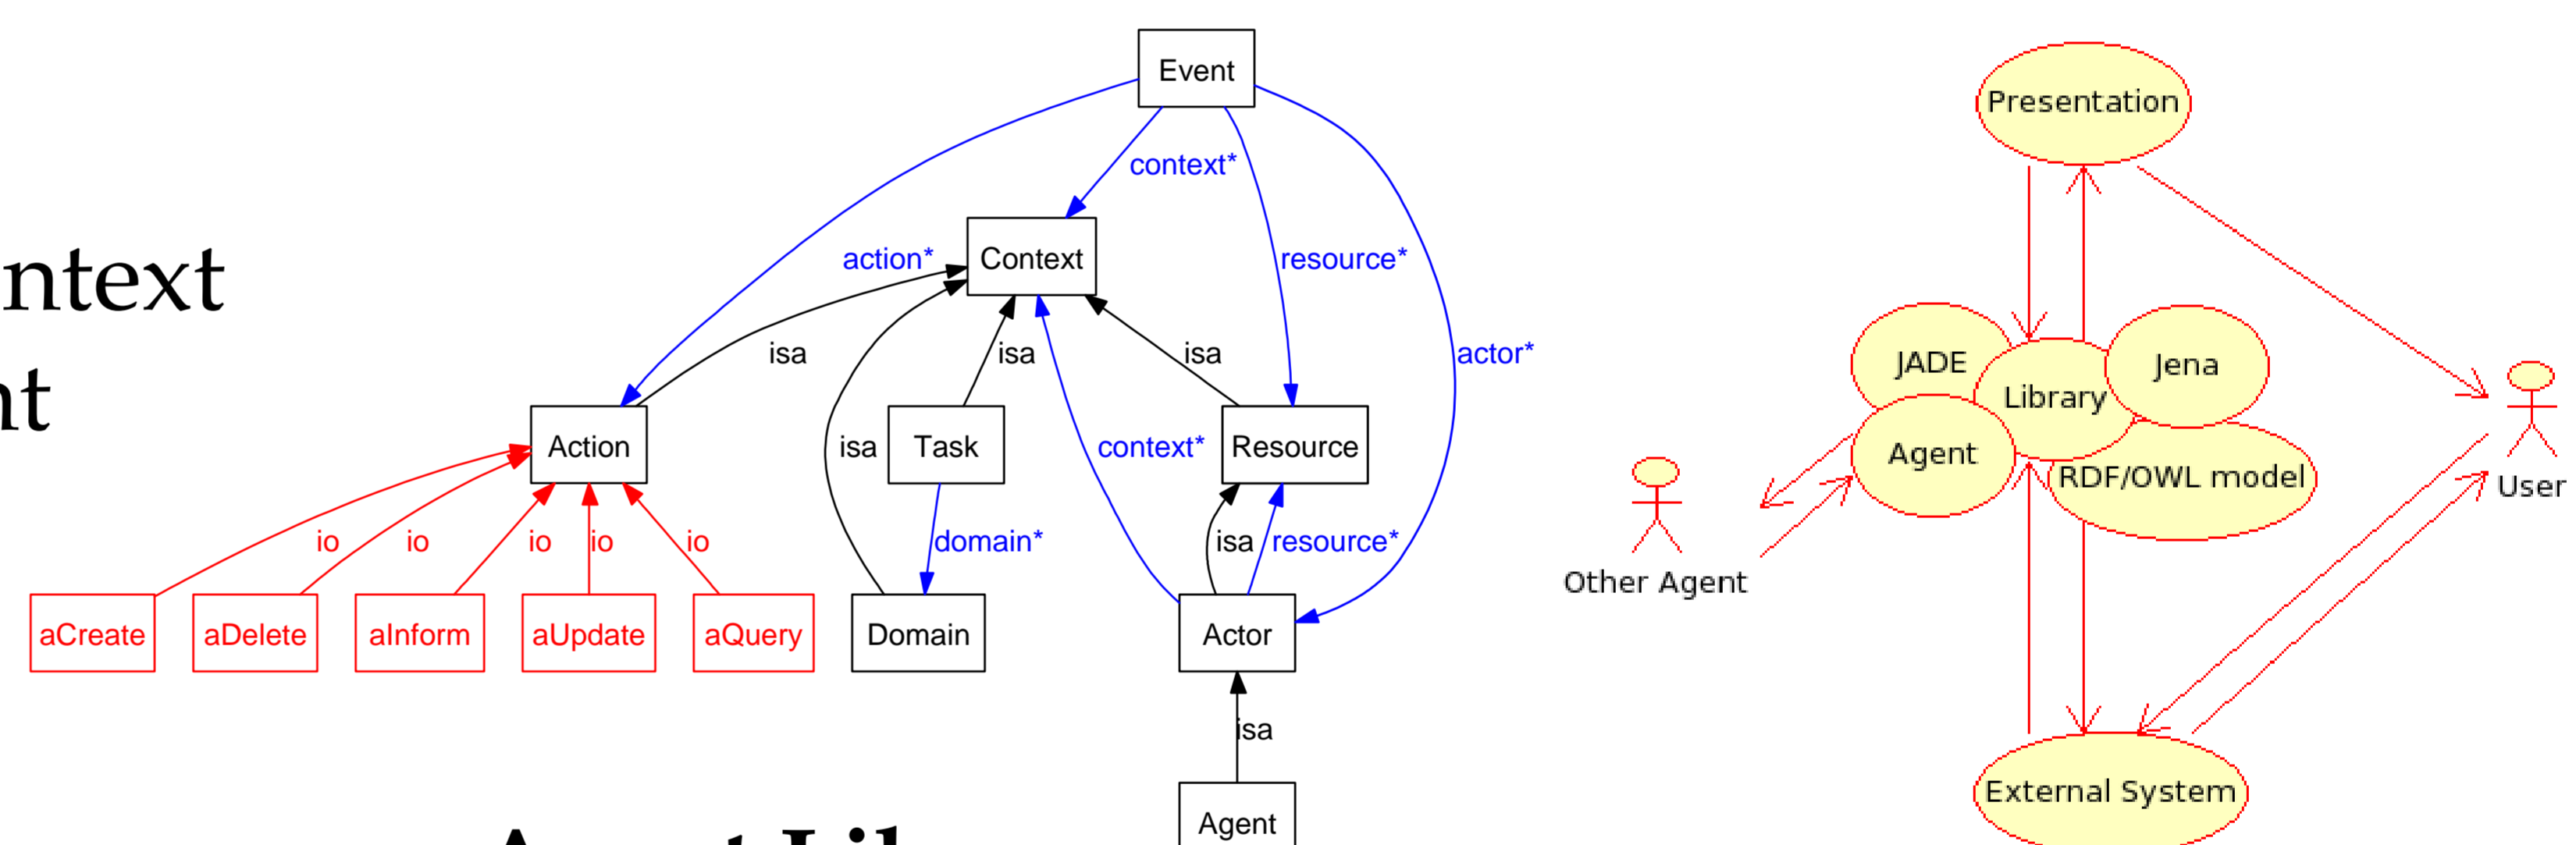 ntext
nt
Event
context*
action*
Context
resource*
isa
isa
isa
actor*
Action
isa
Task
context*
Resource
io
io
io
io
io
domain*
isa
resource*
aCreate
aDelete
aInform
aUpdate
aQuery
Domain
Actor
isa
Agent
Presentation
JADE
Library
Jena
Agent
RDF/OWL model
User
Other Agent
External System